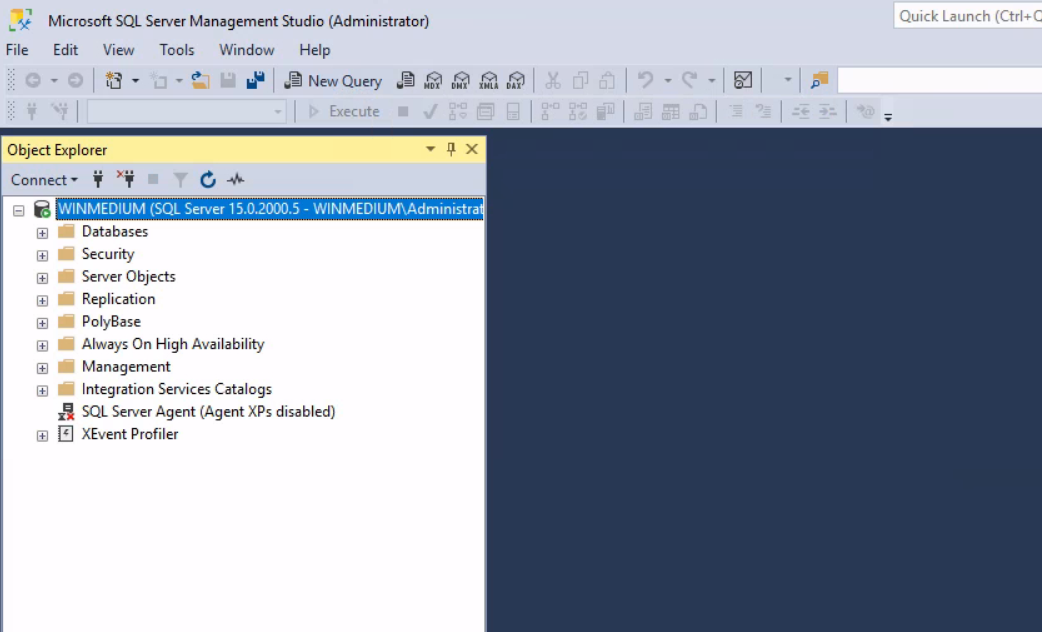 Microsoft SQL Server Management Studio (Administrator)
Quick Launch (Ctrl+Q
File Edit View Tools Window Help
New Query MDX DMX XMLA DAX
Execute
Object Explorer
Connect
WINMEDIUM (SQL Server 15.0.2000.5 - WINMEDIUM\Administrat
Databases
Security
Server Objects
Replication
PolyBase
Always On High Availability
Management
Integration Services Catalogs
SQL Server Agent (Agent XPs disabled)
XEvent Profiler